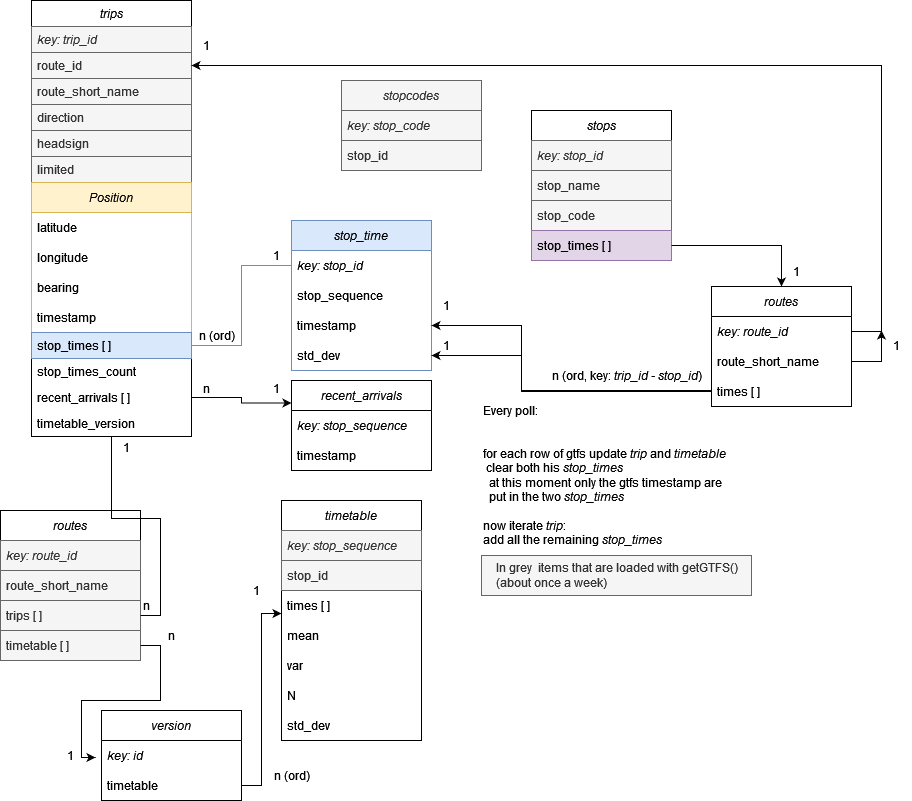 trips
key: trip_id
route_id
route_short_name
direction
headsign
limited
Position
latitude
longitude
bearing
timestamp
stop_times [ ]
stop_times_count
recent_arrivals [ ]
timetable_version
1
stopcodes
key: stop_code
stop_id
stops
key: stop_id
stop_name
stop_code
stop_times [ ]
1
stop_time
key: stop_id
stop_sequence
timestamp
std_dev
1
n (ord)
1
1
routes
key: route_id
route_short_name
times [ ]
1
n (ord, key: trip_id - stop_id)
n
1
recent_arrivals
key: stop_sequence
timestamp
Every poll:
for each row of gtfs update trip and timetable
clear both his stop_times
at this moment only the gtfs timestamp are
put in the two stop_times
now iterate trip:
add all the remaining stop_times
In grey items that are loaded with getGTFS()
(about once a week)
1
routes
key: route_id
route_short_name
trips [ ]
timetable [ ]
n
n
timetable
key: stop_sequence
stop_id
times [ ]
mean
var
N
std_dev
1
version
key: id
timetable
1
n (ord)